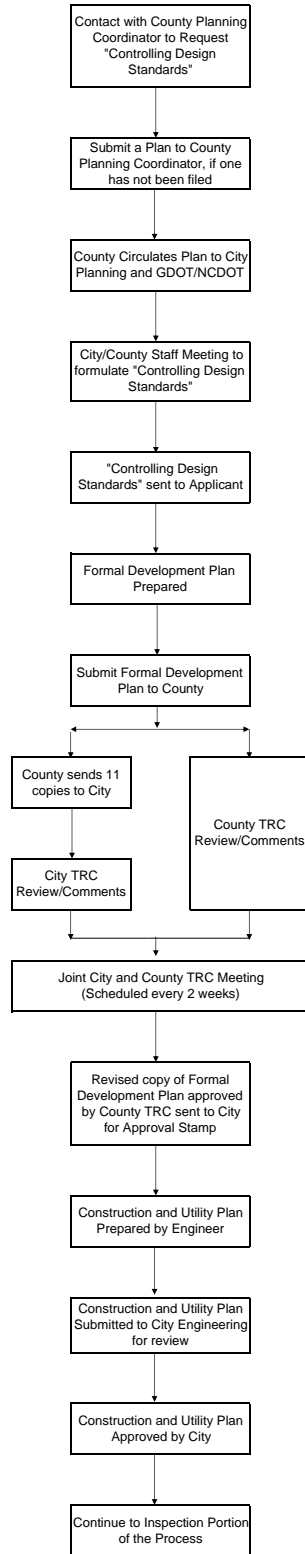 Contact with County Planning
Coordinator to Request
"Controlling Design
Standards"
Submit a Plan to County
Planning Coordinator, if one
has not been filed
County Circulates Plan to City
Planning and GDOT/NCDOT
City/County Staff Meeting to
formulate "Controlling Design
Standards"
"Controlling Design
Standards" sent to Applicant
Formal Development Plan
Prepared
Submit Formal Development
Plan to County
County sends 11
copies to City
City TRC
Review/Comments
County TRC
Review/Comments
Joint City and County TRC Meeting
(Scheduled every 2 weeks)
Revised copy of Formal
Development Plan approved
by County TRC sent to City
for Approval Stamp
Construction and Utility Plan
Prepared by Engineer
Construction and Utility Plan
Submitted to City Engineering
for review
Construction and Utility Plan
Approved by City
Continue to Inspection Portion
of the Process